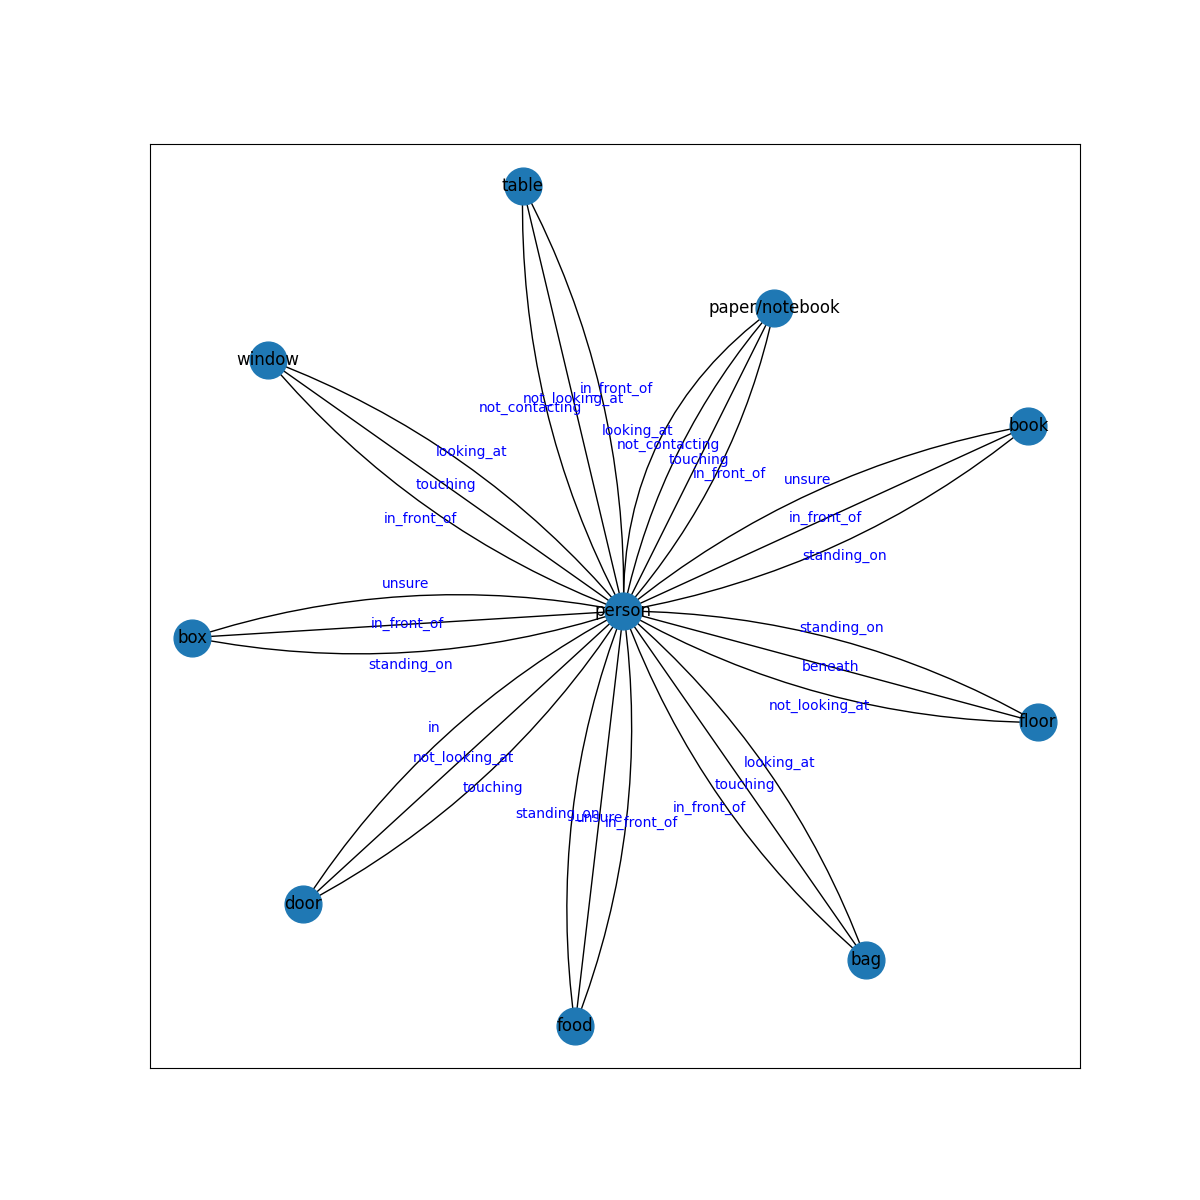 table
paper/notebook
window
in_front_of
not_looking_at
not_contacting
book
looking_at
not_contacting
looking_at
touching
in_front_of
unsure
touching
in_front_of
in_front_of
standing_on
unsure
person
in_front_of
standing_on
box
standing_on
beneath
not_looking_at
floor
in
not_looking_at
touching
looking_at
touching
in_front_of
standing_on
unsure
in_front_of
door
bag
food